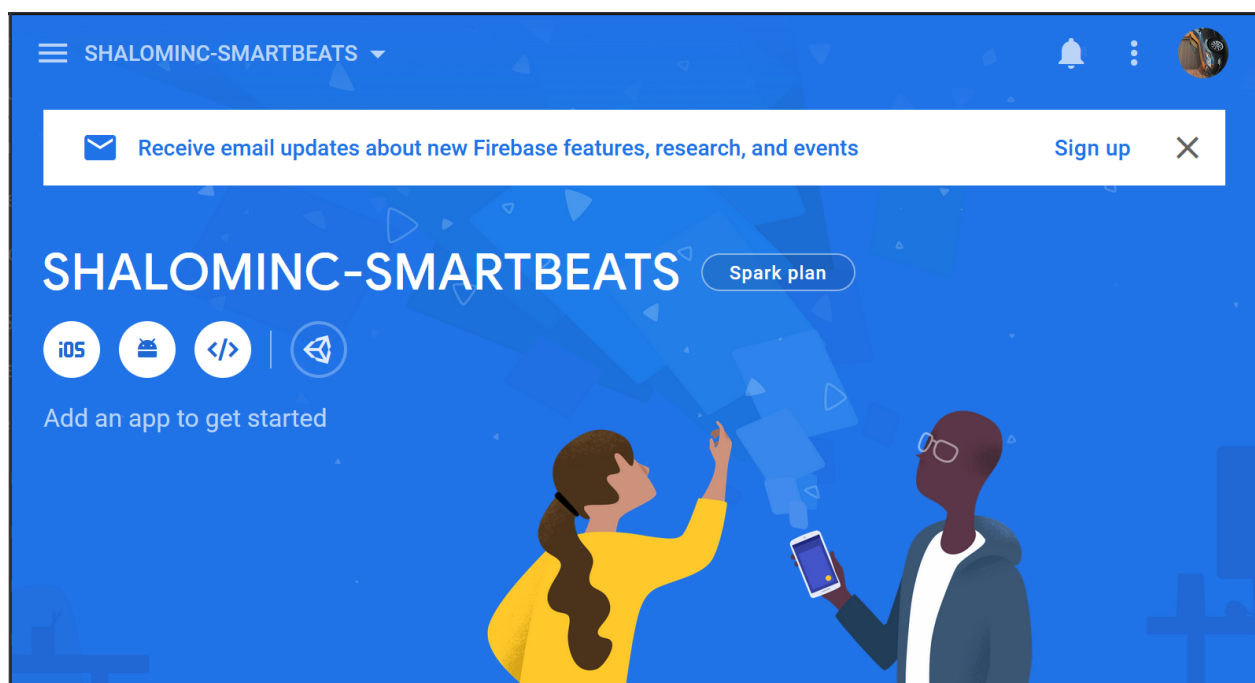 SHALOMINC-SMARTBEATS
Receive email updates about new Firebase features, research, and events Sign up
SHALOMINC-SMARTBEATS Spark plan
iOS </>
Add an app to get started